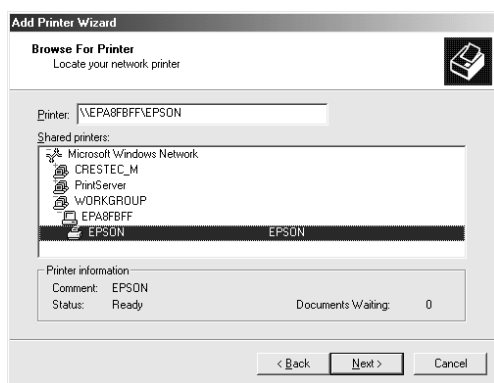 Add Printer Wizard
Browse For Printer
Locate your network printer
Printer: \\EPA8FBFF\EPSON
Shared printers:
Microsoft Windows Network
CRESTEC_M
PrintServer
WORKGROUP
EPA8FBFF
EPSON EPSON
Printer information
Comment: EPSON
Status: Ready Documents Waiting: 0
< Back Next > Cancel